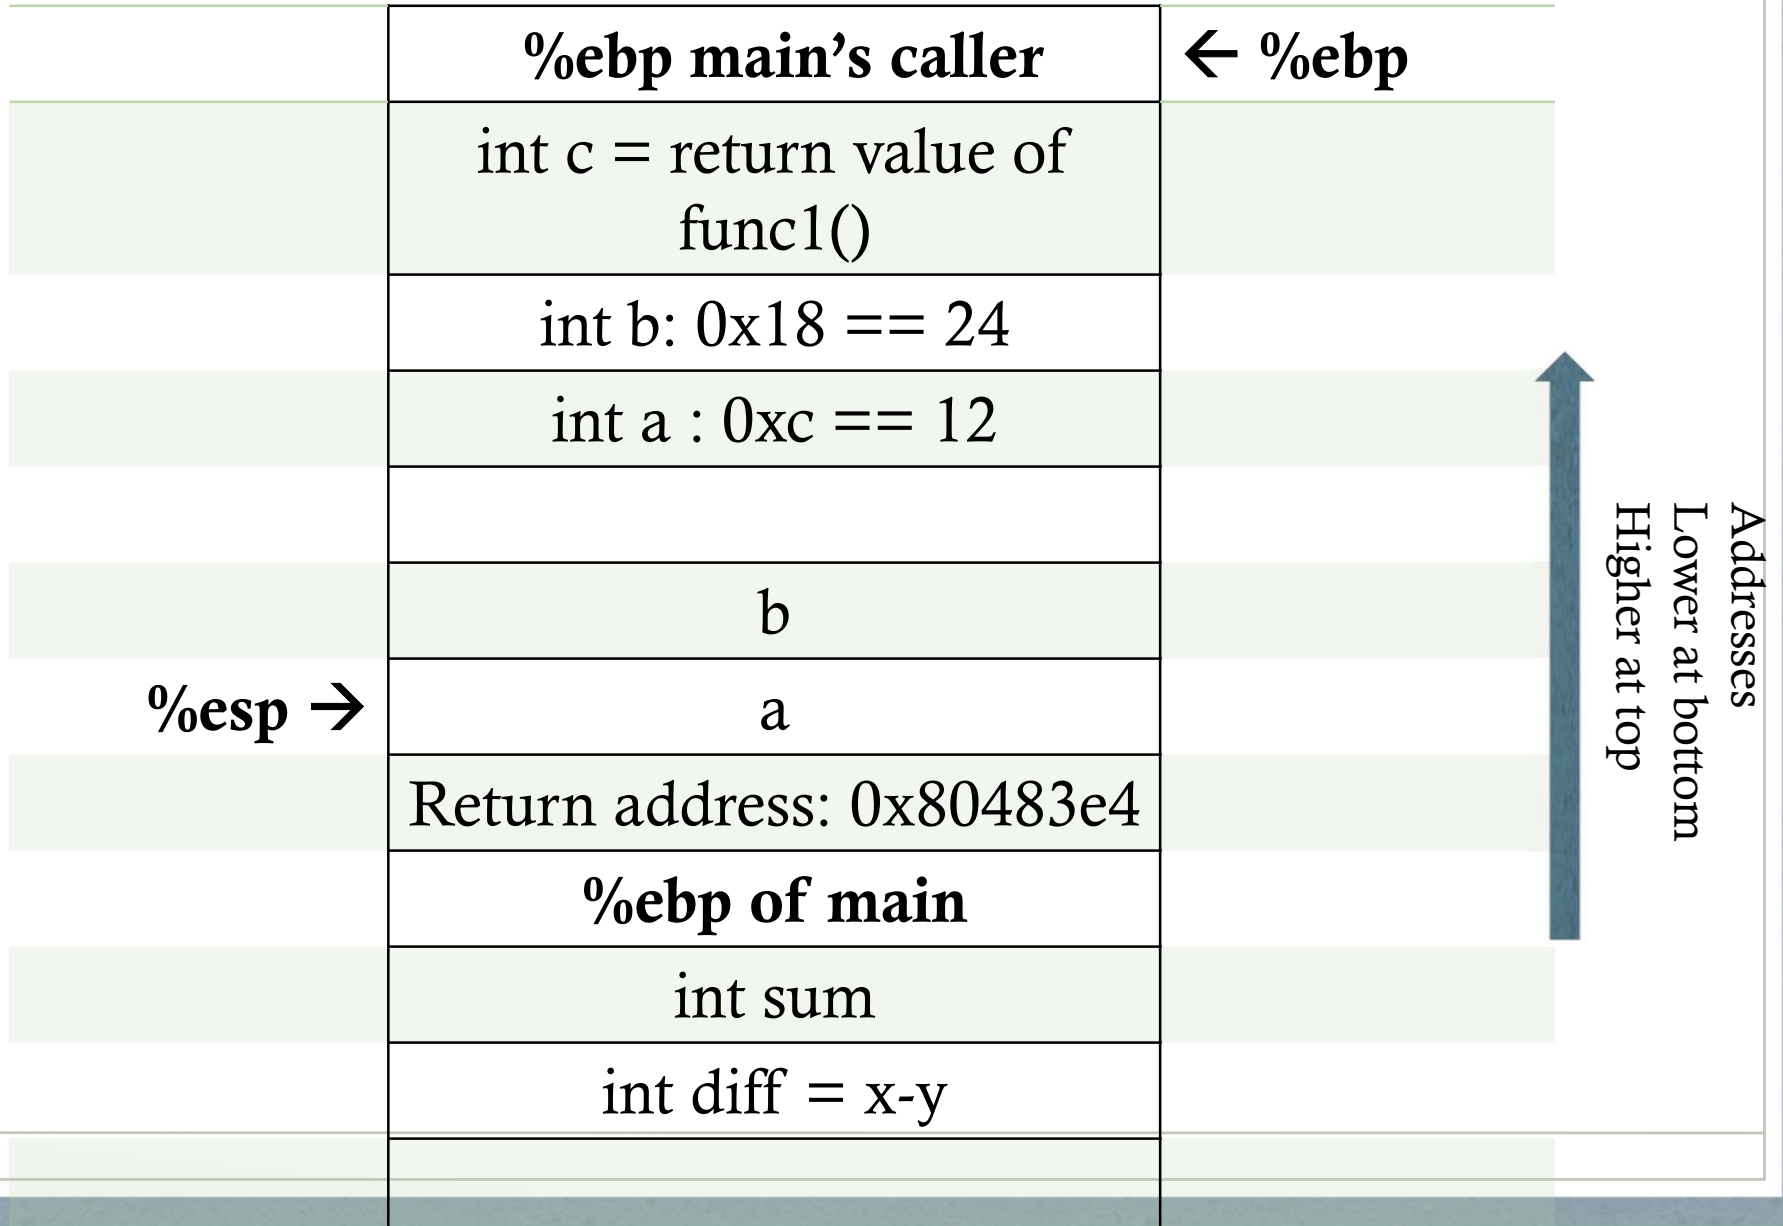 %ebp main’s caller
← %ebp
int c = return value of
func1()
int b: 0x18 == 24
int a : 0xc == 12
b
%esp →
a
Return address: 0x80483e4
%ebp of main
int sum
int diff = x-y
Addresses
Lower at bottom
Higher at top